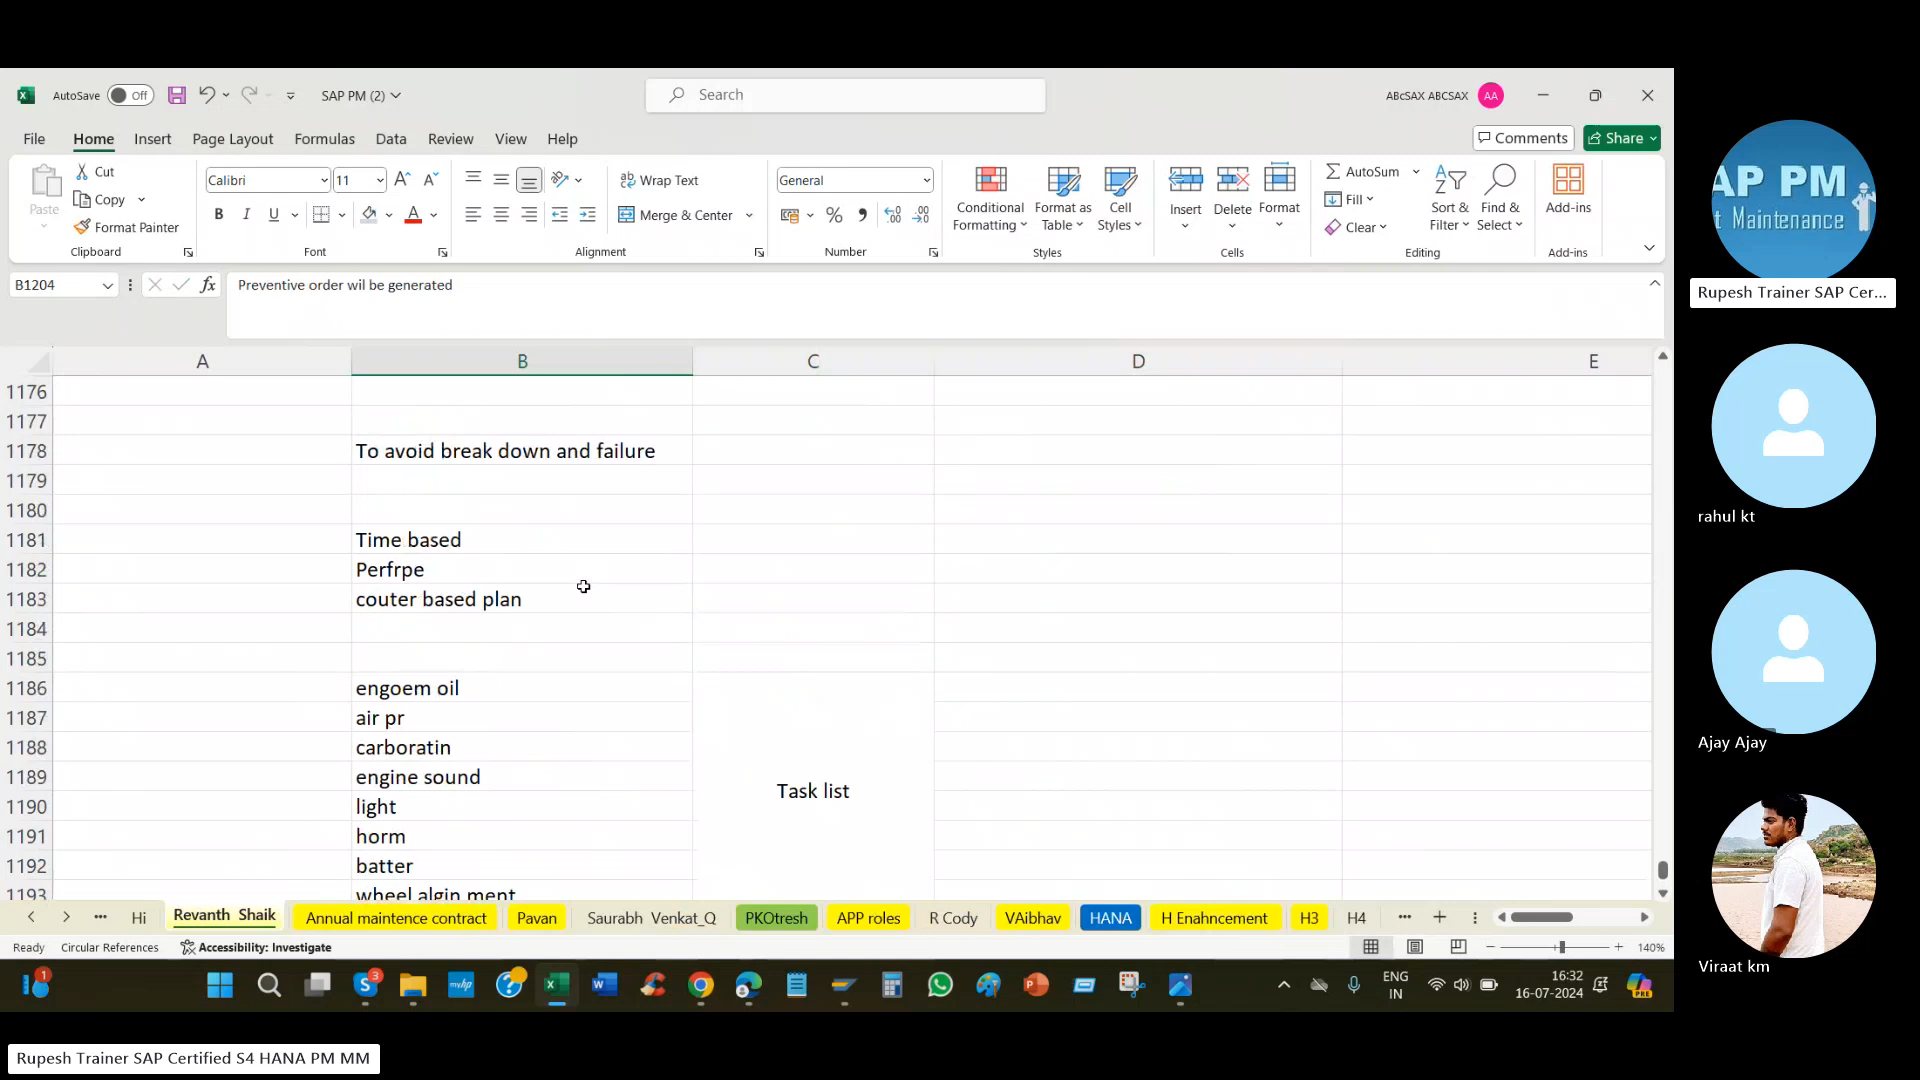 AutoSave
Off
SAP PM (2)
Search
ABcSAX ABCSAX
AA
File
Home
Insert
Page Layout
Formulas
Data
Review
View
Help
Comments
Share
Paste
Cut
Copy
Format Painter
Clipboard
Calibri
11
B I U
A
Font
Wrap Text
Merge & Center
Alignment
General
%
Number
Conditional Formatting
Format as Table
Cell Styles
Styles
Insert
Delete
Format
Cells
AutoSum
Fill
Clear
Sort & Filter
Find & Select
Editing
Add-ins
Add-ins
B1204
fx
Preventive order wil be generated
A B C D E
1176
1177
1178 To avoid break down and failure
1179
1180
1181 Time based
1182 Perfrpe
1183 couter based plan
1184
1185
1186 engoem oil
1187 air pr
1188 carboratin
1189 engine sound
Task list
1190 light
1191 horm
1192 batter
1193 wheel algin ment
Hi
Revanth Shaik
Annual maintence contract
Pavan
Saurabh Venkat_Q
PKOtresh
APP roles
R Cody
VAibhav
HANA
H Enahncement
H3
H4
Ready
Circular References
Accessibility: Investigate
140%
1
3
myhp
ENG
IN
16:32
16-07-2024
PRE
AP PM
t Maintenance
Rupesh Trainer SAP Cer...
rahul kt
Ajay Ajay
Viraat km
Rupesh Trainer SAP Certified S4 HANA PM MM